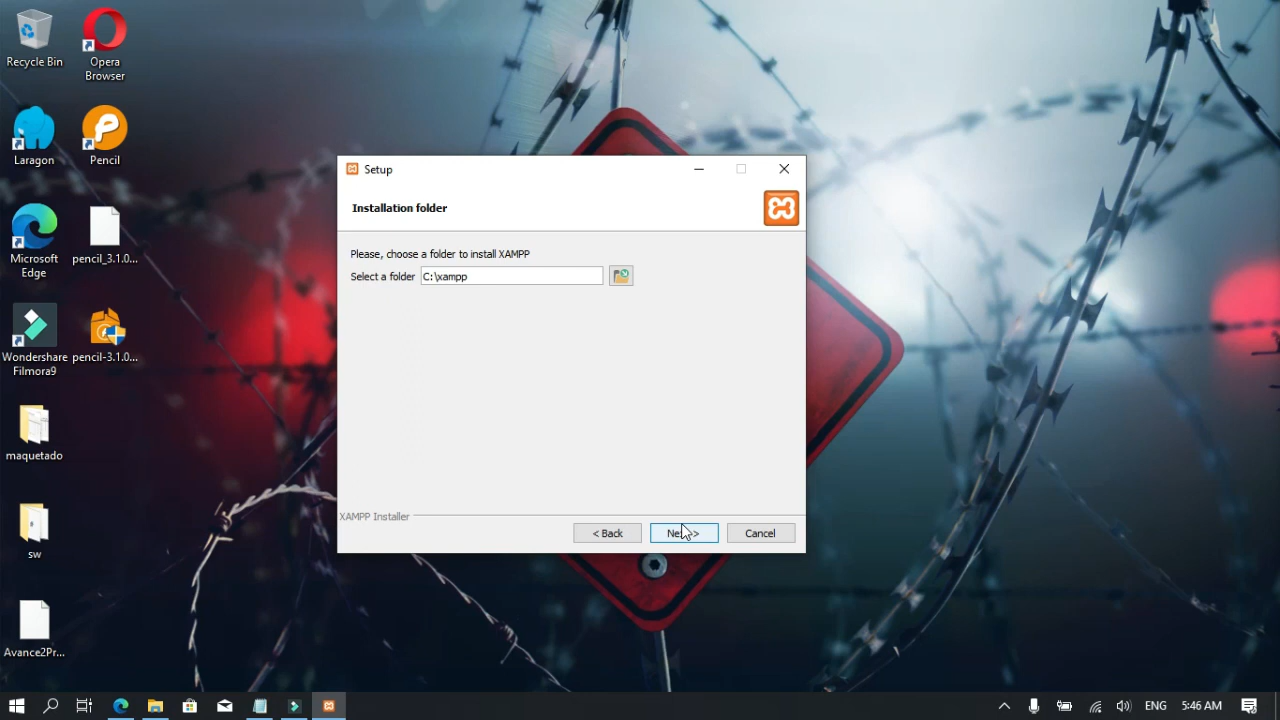 Recycle Bin
Opera
Browser
Laragon
Pencil
Microsoft
Edge
pencil_3.1.0...
Wondershare
Filmora9
pencil-3.1.0...
maquetado
sw
Avance2Pr...
Setup
Installation folder
Please, choose a folder to install XAMPP
Select a folder
C:\xampp
XAMPP Installer
< Back
Cancel
ENG
5:46 AM